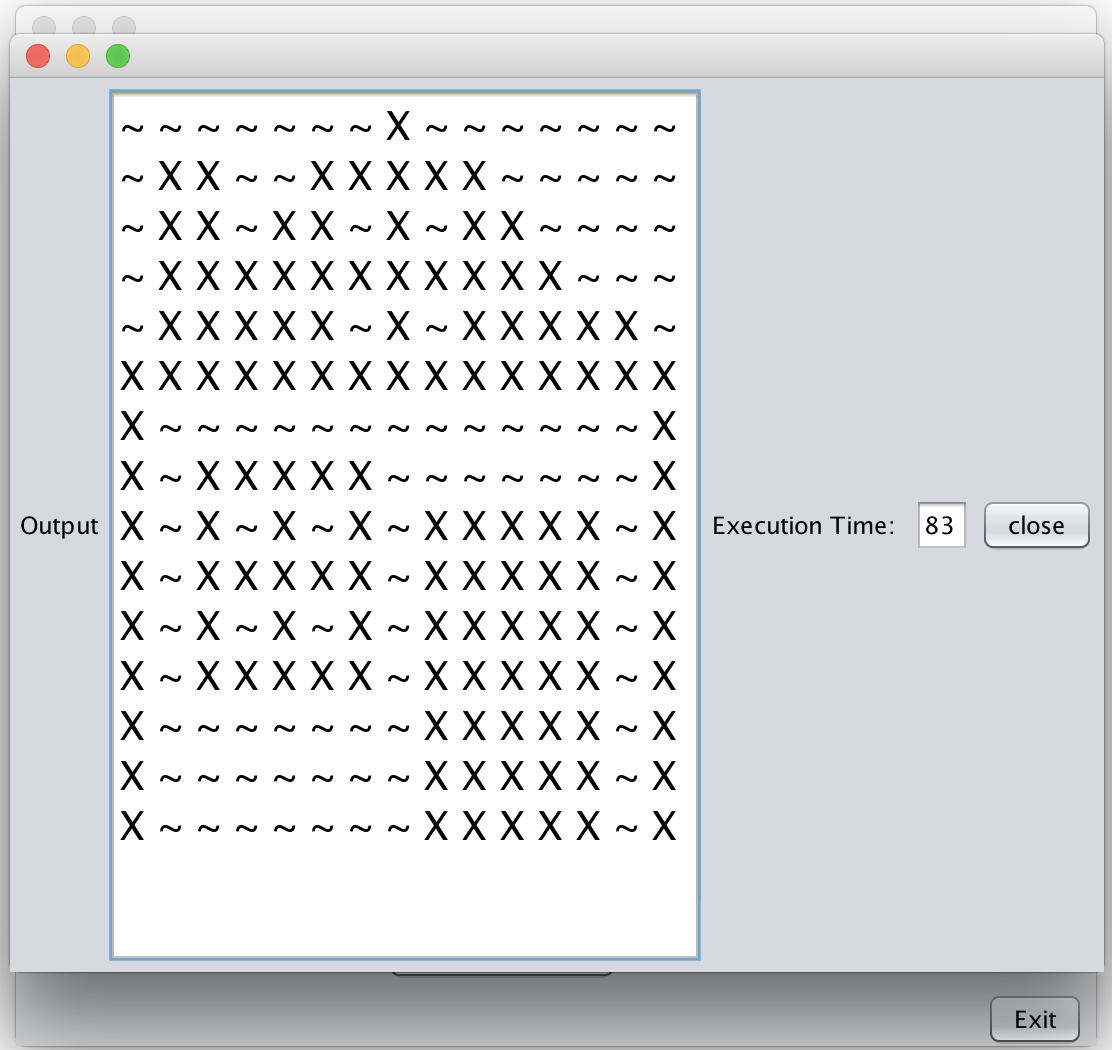 ~ ~ ~ ~ ~ ~ ~ X ~ ~ ~ ~ ~ ~ ~
~ X X ~ ~ X X X X X ~ ~ ~ ~ ~
~ X X ~ X X ~ X ~ X X ~ ~ ~ ~
~ X X X X X X X X X X X ~ ~ ~
~ X X X X X ~ X ~ X X X X X ~
X X X X X X X X X X X X X X X
X ~ ~ ~ ~ ~ ~ ~ ~ ~ ~ ~ ~ ~ X
X ~ X X X X X ~ ~ ~ ~ ~ ~ ~ X
Output
X ~ X ~ X ~ X ~ X X X X X ~ X
Execution Time: 83 close
X ~ X X X X X ~ X X X X X ~ X
X ~ X ~ X ~ X ~ X X X X X ~ X
X ~ X X X X X ~ X X X X X ~ X
X ~ ~ ~ ~ ~ ~ ~ X X X X X ~ X
X ~ ~ ~ ~ ~ ~ ~ X X X X X ~ X
X ~ ~ ~ ~ ~ ~ ~ X X X X X ~ X
Exit